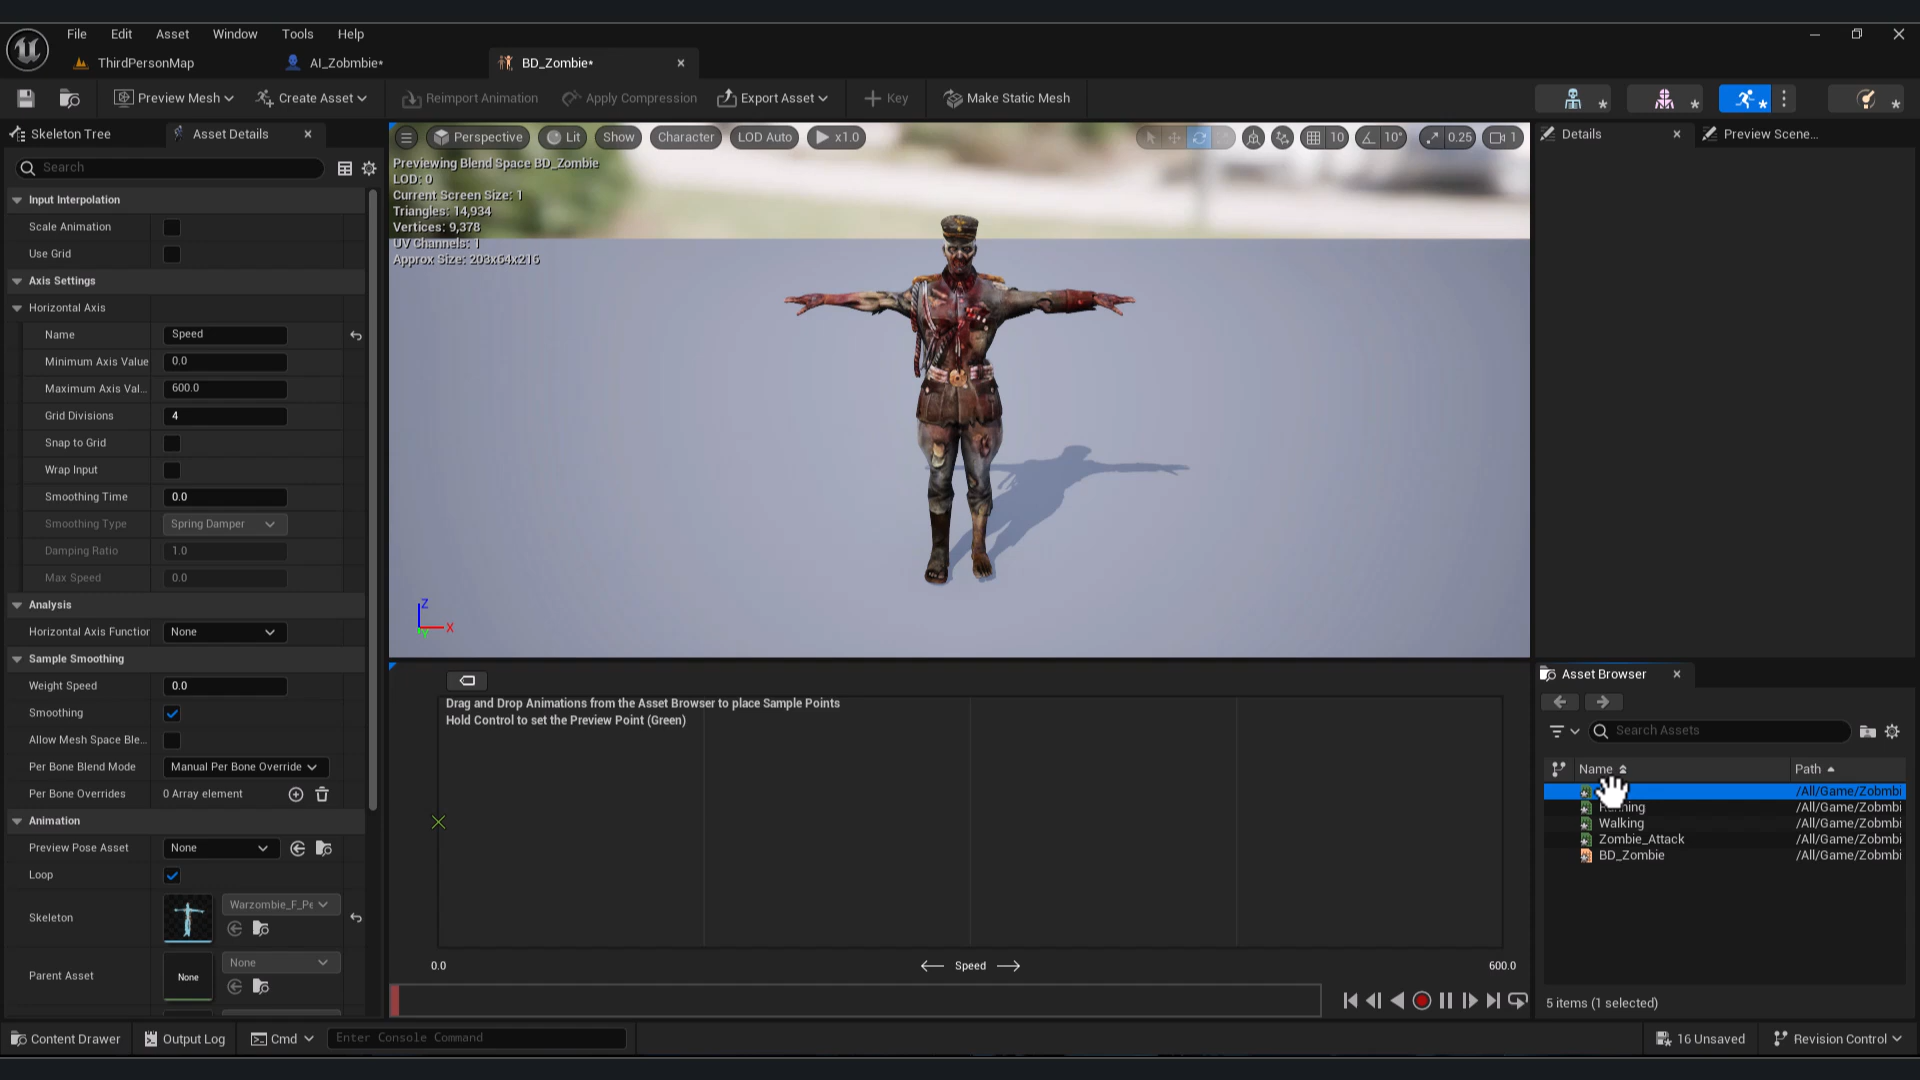 File Edit Asset Window Tools Help
ThirdPersonMap AI_Zobmbie* BD_Zombie*
Preview Mesh Create Asset Reimport Animation Apply Compression Export Asset Key Make Static Mesh
Skeleton Tree Asset Details
Perspective Lit Show Character LOD Auto x1.0 10 10° 0.25 1
Details Preview Scene...
Search
Previewing Blend Space BD_Zombie
LOD: 0
Current Screen Size: 1
Triangles: 14,934
Vertices: 9,378
UV Channels: 1
Approx Size: 203x64x216
Input Interpolation
Scale Animation
Use Grid
Axis Settings
Horizontal Axis
Name Speed
Minimum Axis Value 0.0
Maximum Axis Val... 600.0
Grid Divisions 4
Snap to Grid
Wrap Input
Smoothing Time 0.0
Smoothing Type Spring Damper
Damping Ratio 1.0
Max Speed 0.0
Analysis
Horizontal Axis Function None
Sample Smoothing
Weight Speed 0.0
Smoothing
Allow Mesh Space Ble...
Per Bone Blend Mode Manual Per Bone Override
Per Bone Overrides 0 Array element
Animation
Preview Pose Asset None
Loop
Skeleton Warzombie_F_Pe
Parent Asset None None
Z
X
Y
Drag and Drop Animations from the Asset Browser to place Sample Points
Hold Control to set the Preview Point (Green)
0.0 Speed 600.0
Asset Browser
Search Assets
Name Path
/All/Game/Zobmbi
Running /All/Game/Zobmbi
Walking /All/Game/Zobmbi
Zombie_Attack /All/Game/Zobmbi
BD_Zombie /All/Game/Zobmbi
5 items (1 selected)
Content Drawer Output Log Cmd Enter Console Command 16 Unsaved Revision Control